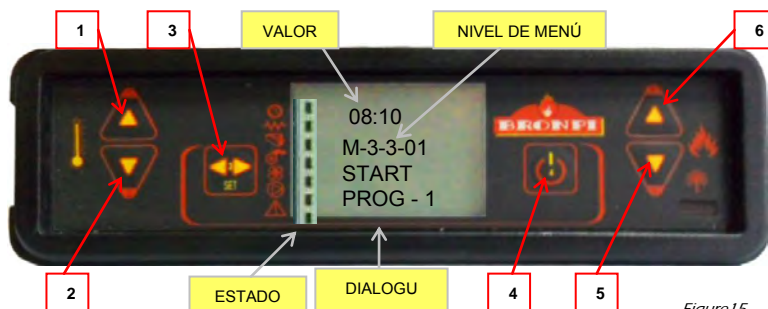 1
3
VALOR
NIVEL DE MENÚ
6
08:10
M-3-3-01
START
PROG - 1
BRONPI
SET
2
ESTADO
DIALOGU
4
5
Figure15